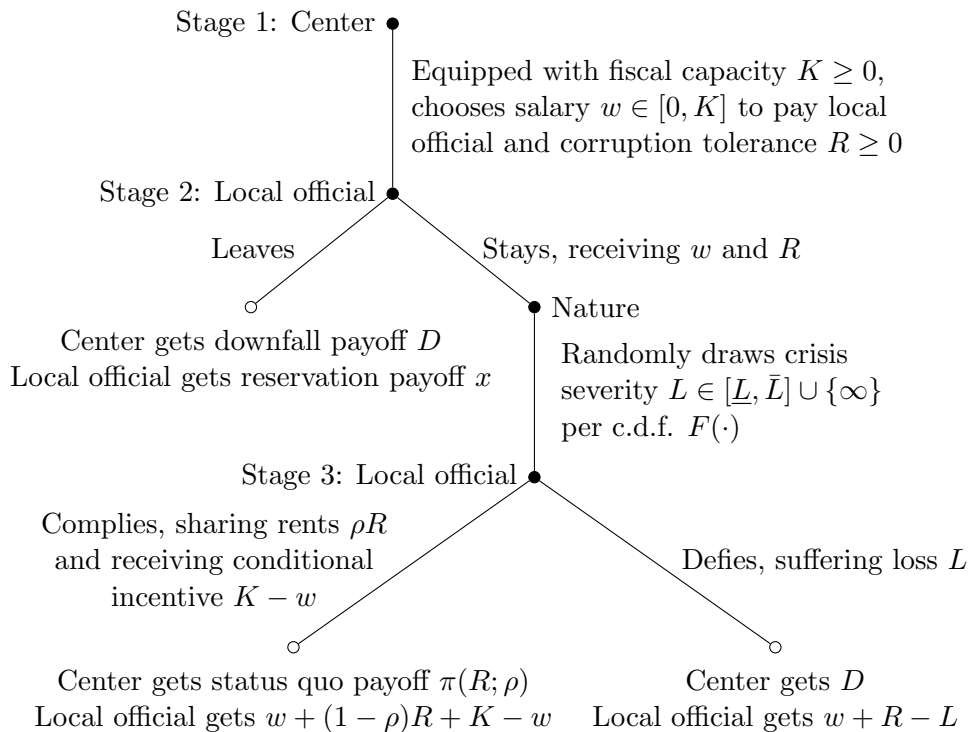 Stage 1: Center
Equipped with fiscal capacity K ≥ 0,
chooses salary w ∈ [0, K] to pay local
official and corruption tolerance R ≥ 0
Stage 2: Local official
Leaves
Stays, receiving w and R
Center gets downfall payoff D
Local official gets reservation payoff x
Nature
Randomly draws crisis
severity L ∈ [L̲, L̄] ∪ {∞}
per c.d.f. F(·)
Stage 3: Local official
Complies, sharing rents ρR
and receiving conditional
incentive K − w
Defies, suffering loss L
Center gets status quo payoff π(R; ρ)
Local official gets w + (1 − ρ)R + K − w
Center gets D
Local official gets w + R − L